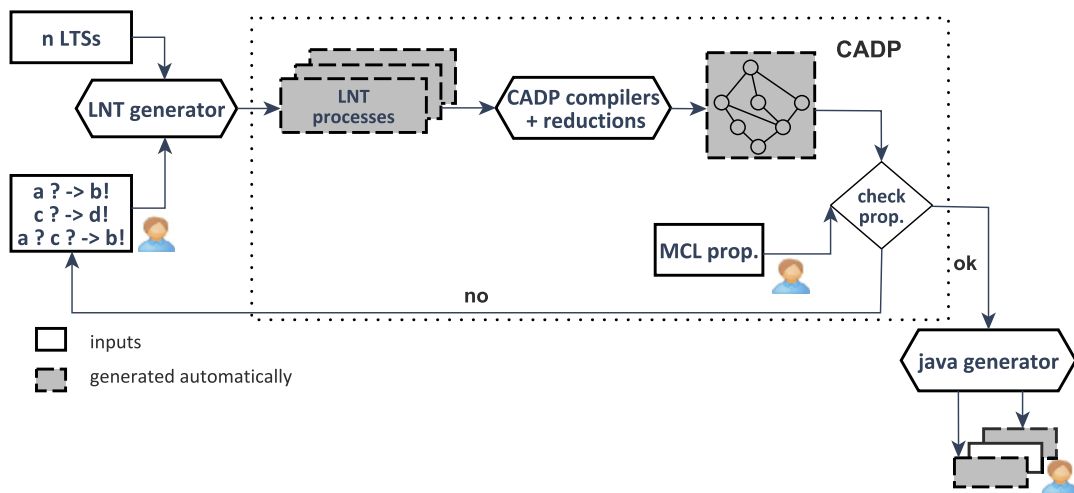 n LTSs
CADP
LNT generator
LNT
processes
CADP compilers
+ reductions
a ? -> b!
c ? -> d!
a ? c ? -> b!
check
prop.
MCL prop.
ok
no
inputs
generated automatically
java generator